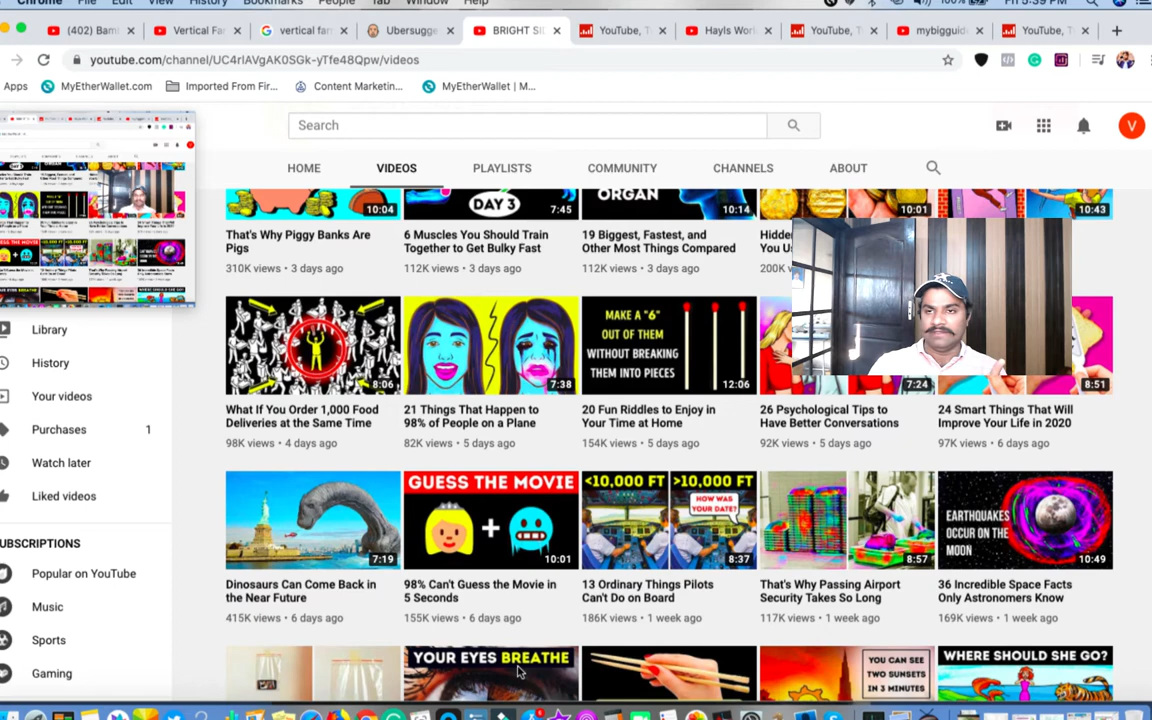 Chrome File Edit View History Bookmarks People Tab Window Help 100% Fri 5:39 PM
(402) Bam Vertical Far vertical far Ubersugge BRIGHT SI YouTube, T Hayls Wor YouTube, T mybigguid YouTube, T
youtube.com/channel/UC4rlAVgAK0SGk-yTfe48Qpw/videos
Apps MyEtherWallet.com Imported From Fir... Content Marketin... MyEtherWallet | M...
Search
V
HOME VIDEOS PLAYLISTS COMMUNITY CHANNELS ABOUT
DAY 3
ORGAN
10:04 7:45 10:14 10:01 10:43
That's Why Piggy Banks Are
Pigs
310K views • 3 days ago
6 Muscles You Should Train
Together to Get Bulky Fast
112K views • 3 days ago
19 Biggest, Fastest, and
Other Most Things Compared
112K views • 3 days ago
Hidde
You U
200K
MAKE A "6"
OUT OF THEM
WITHOUT BREAKING
THEM INTO PIECES
8:06 7:38 12:06 7:24 8:51
What If You Order 1,000 Food
Deliveries at the Same Time
98K views • 4 days ago
21 Things That Happen to
98% of People on a Plane
82K views • 5 days ago
20 Fun Riddles to Enjoy in
Your Time at Home
154K views • 5 days ago
26 Psychological Tips to
Have Better Conversations
92K views • 5 days ago
24 Smart Things That Will
Improve Your Life in 2020
97K views • 6 days ago
GUESS THE MOVIE
<10,000 FT >10,000 FT
HOW WAS
YOUR DATE?
EARTHQUAKES
OCCUR ON THE
MOON
7:19 10:01 8:37 8:57 10:49
Dinosaurs Can Come Back in
the Near Future
415K views • 6 days ago
98% Can't Guess the Movie in
5 Seconds
155K views • 6 days ago
13 Ordinary Things Pilots
Can't Do on Board
186K views • 1 week ago
That's Why Passing Airport
Security Takes So Long
117K views • 1 week ago
36 Incredible Space Facts
Only Astronomers Know
169K views • 1 week ago
YOUR EYES BREATHE
YOU CAN SEE
TWO SUNSETS
IN 3 MINUTES
WHERE SHOULD SHE GO?
Library
History
Your videos
Purchases 1
Watch later
Liked videos
UBSCRIPTIONS
Popular on YouTube
Music
Sports
Gaming